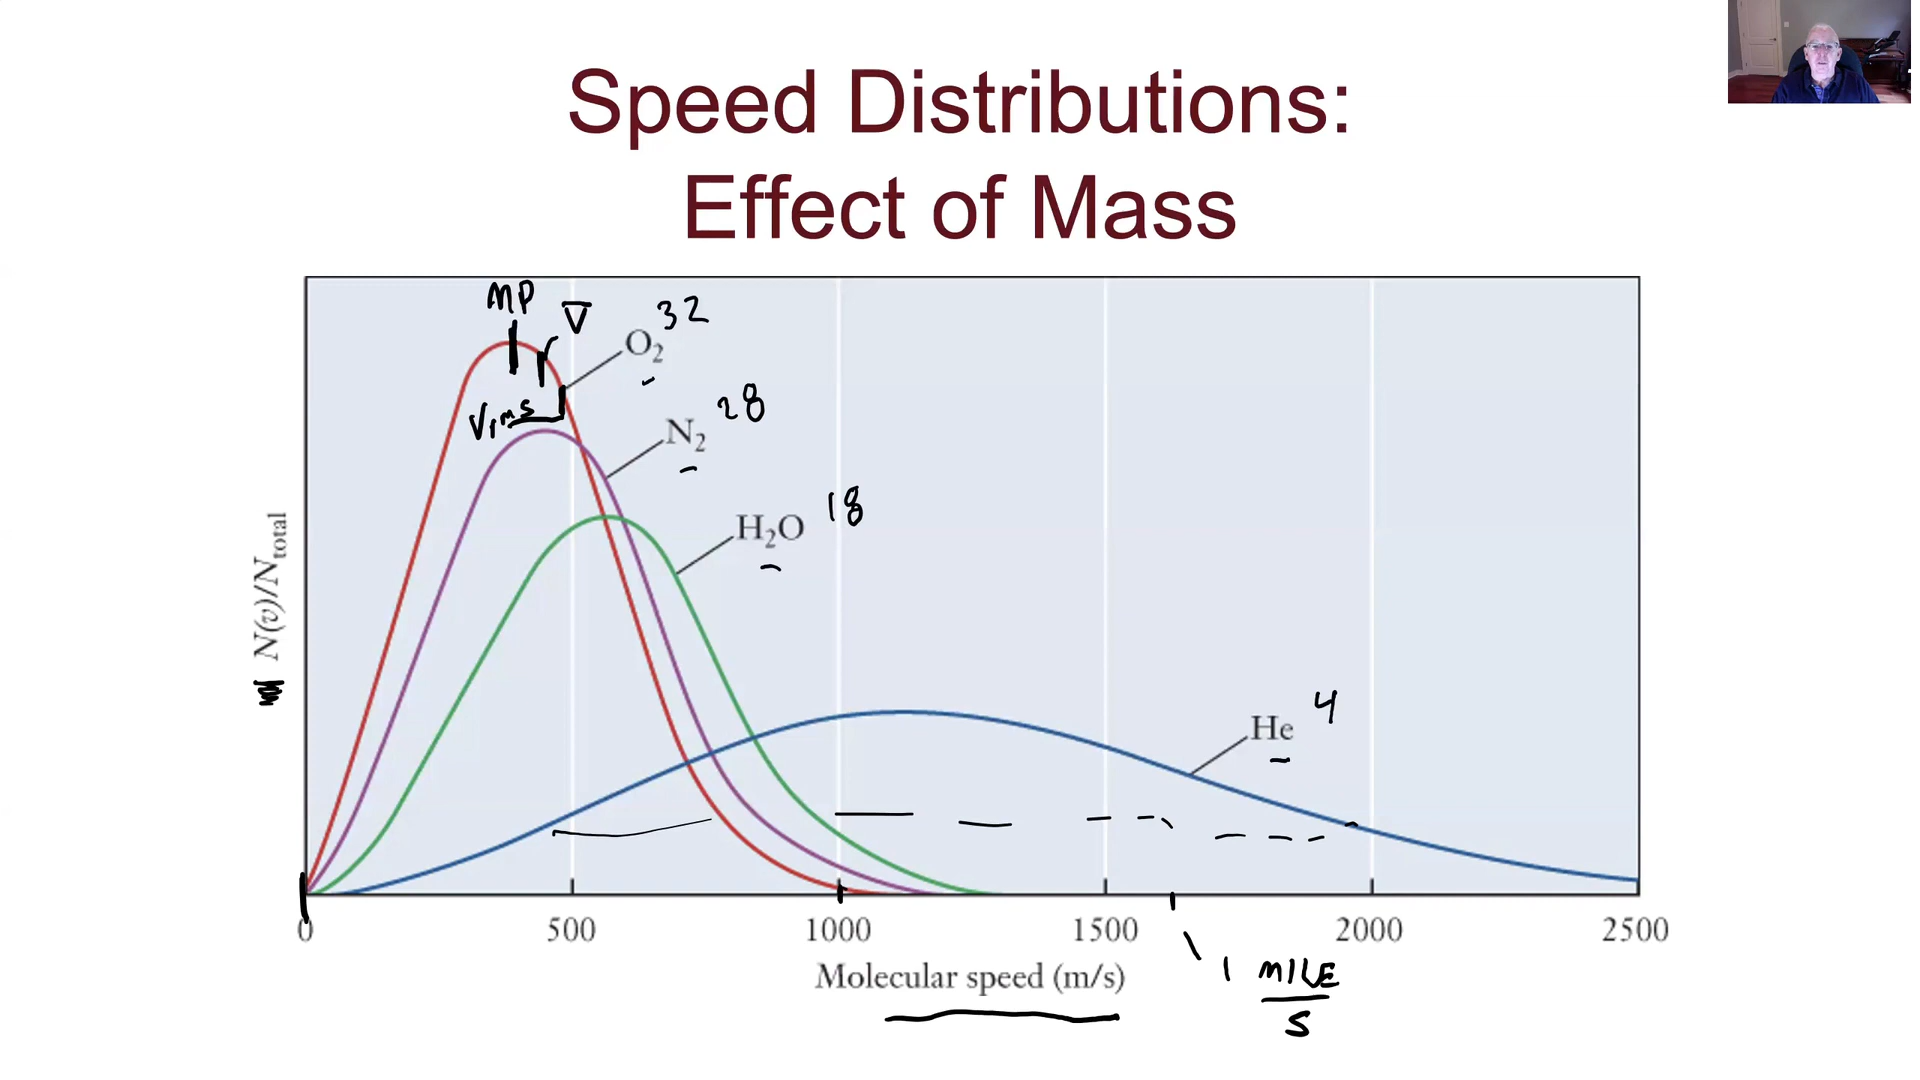 Speed Distributions:
Effect of Mass
MP
V̅
O₂ 32
Vrms
N₂ 28
H₂O 18
He 4
N(v)/Ntotal
0 500 1000 1500 2000 2500
Molecular speed (m/s)
1 MILE
S